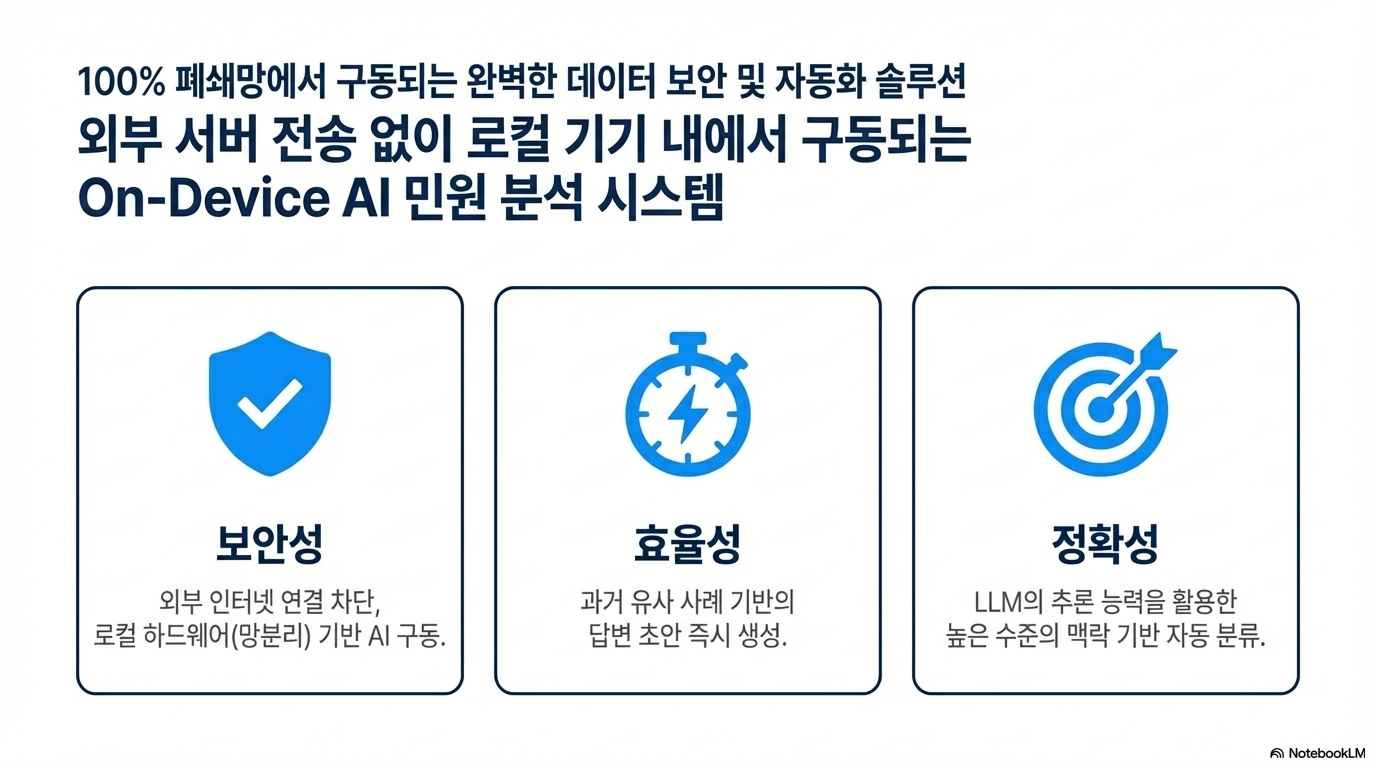 100% 폐쇄망에서 구동되는 완벽한 데이터 보안 및 자동화 솔루션
외부 서버 전송 없이 로컬 기기 내에서 구동되는
On-Device AI 민원 분석 시스템
보안성
외부 인터넷 연결 차단,
로컬 하드웨어(망분리) 기반 AI 구동.
효율성
과거 유사 사례 기반의
답변 초안 즉시 생성.
정확성
LLM의 추론 능력을 활용한
높은 수준의 맥락 기반 자동 분류.
NotebookLM